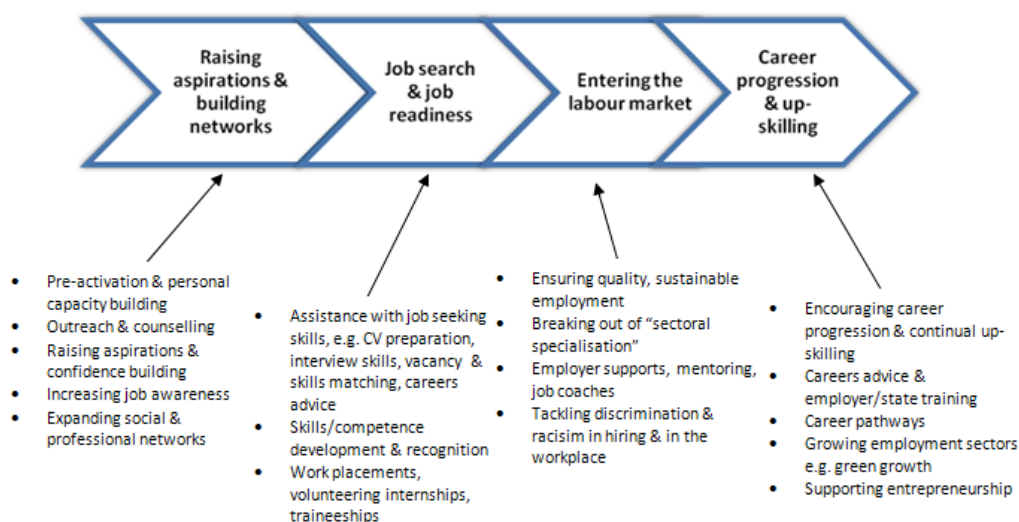 Raising
aspirations &
building
networks
Job search
& job
readiness
Entering the
labour market
Career
progression
& up-
skilling
• Pre-activation & personal
capacity building
• Outreach & counselling
• Raising aspirations &
confidence building
• Increasing job awareness
• Expanding social &
professional networks
• Assistance with job seeking
skills, e.g. CV preparation,
interview skills, vacancy &
skills matching, careers
advice
• Skills/competence
development & recognition
• Work placements,
volunteering internships,
traineeships
• Ensuring quality, sustainable
employment
• Breaking out of “sectoral
specialisation”
• Employer supports, mentoring,
job coaches
• Tackling discrimination &
racisim in hiring & in the
workplace
• Encouraging career
progression & continual up-
skilling
• Careers advice &
employer/state training
• Career pathways
• Growing employment sectors
e.g. green growth
• Supporting entrepreneurship